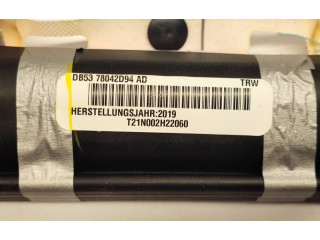 DB53 78042D94 AD TRW
HERSTELLUNGSJAHR:2019
T21N002H22060